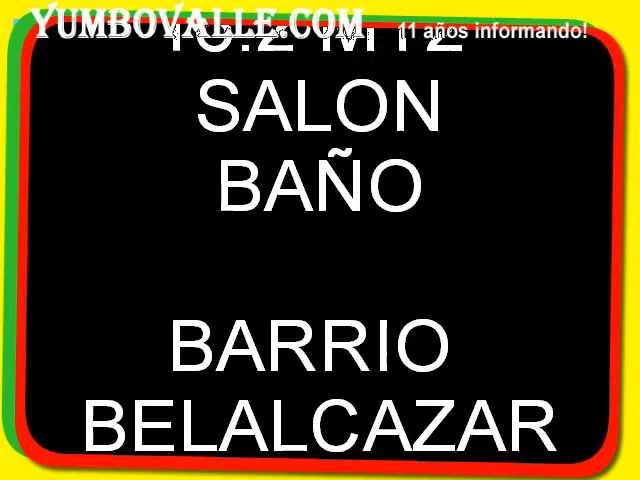 YUMBOVALLE.COM
11 años informando!
SALON
BAÑO
BARRIO
BELALCAZAR